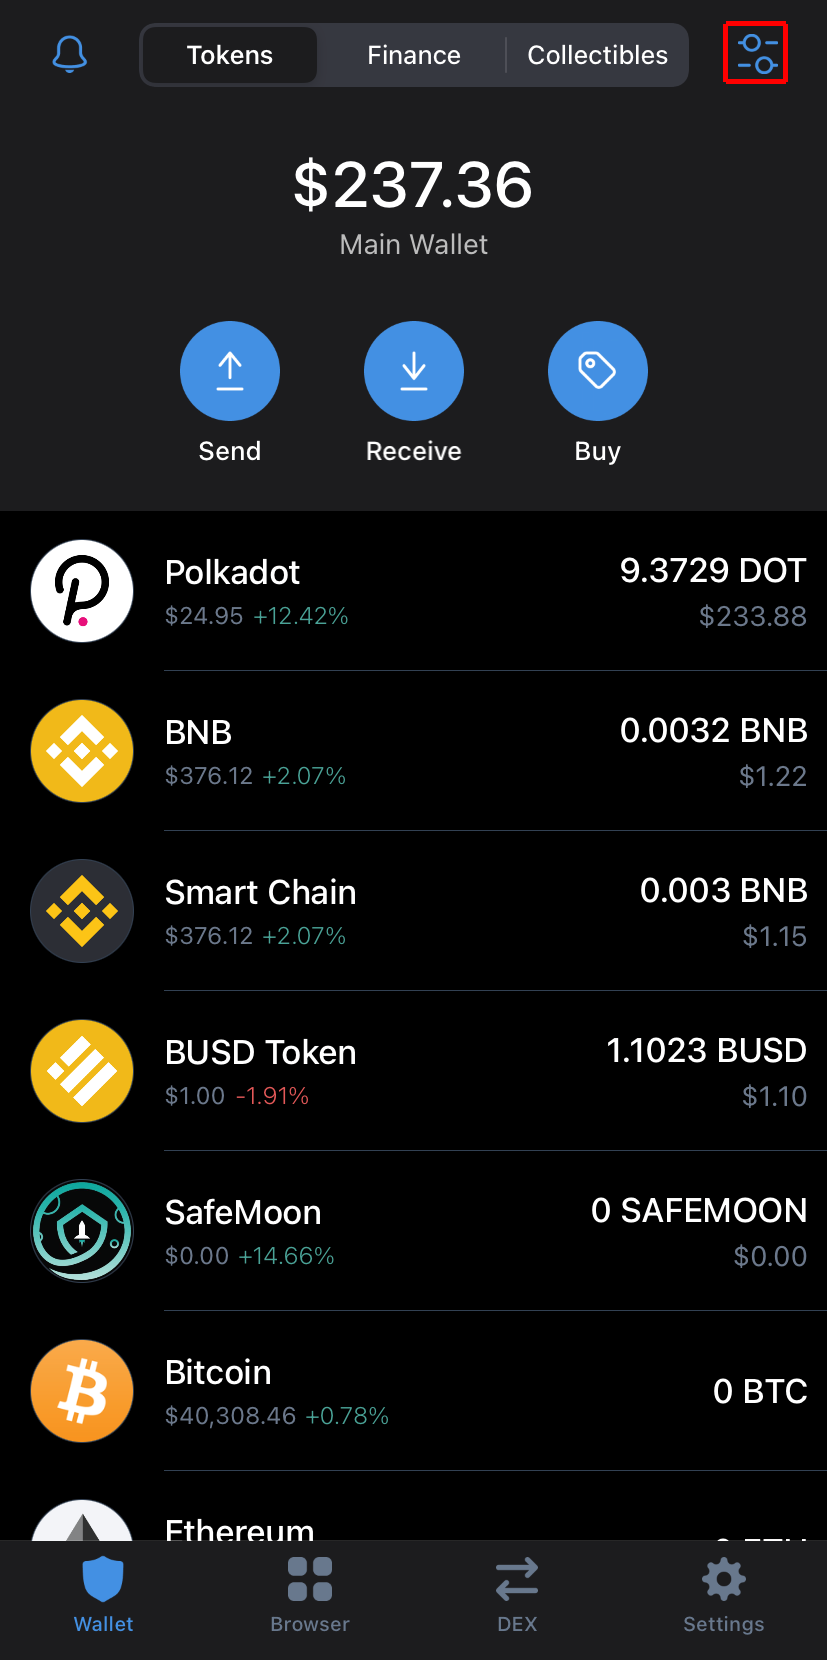 Tokens Finance Collectibles
$237.36
Main Wallet
Send Receive Buy
Polkadot 9.3729 DOT
$24.95 +12.42% $233.88
BNB 0.0032 BNB
$376.12 +2.07% $1.22
Smart Chain 0.003 BNB
$376.12 +2.07% $1.15
BUSD Token 1.1023 BUSD
$1.00 -1.91% $1.10
SafeMoon 0 SAFEMOON
$0.00 +14.66% $0.00
Bitcoin 0 BTC
$40,308.46 +0.78%
Ethereum
Wallet Browser DEX Settings